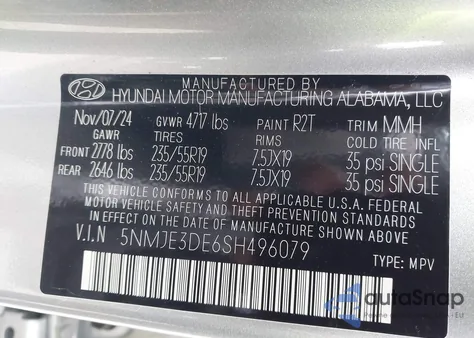 MANUFACTURED BY
HYUNDAI MOTOR MANUFACTURING ALABAMA, LLC
Nov/07/24 GVWR 4717 lbs PAINT R2T TRIM MMH
GAWR TIRES RIMS COLD TIRE INFL
FRONT 2778 lbs 235/55R19 7.5JX19 35 psi SINGLE
REAR 2646 lbs 235/55R19 7.5JX19 35 psi SINGLE
THIS VEHICLE CONFORMS TO ALL APPLICABLE U.S.A. FEDERAL
MOTOR VEHICLE SAFETY AND THEFT PREVENTION STANDARDS
IN EFFECT ON THE DATE OF MANUFACTURE SHOWN ABOVE.
V.I.N 5NMJE3DE6SH496079
TYPE: MPV
autoSnap